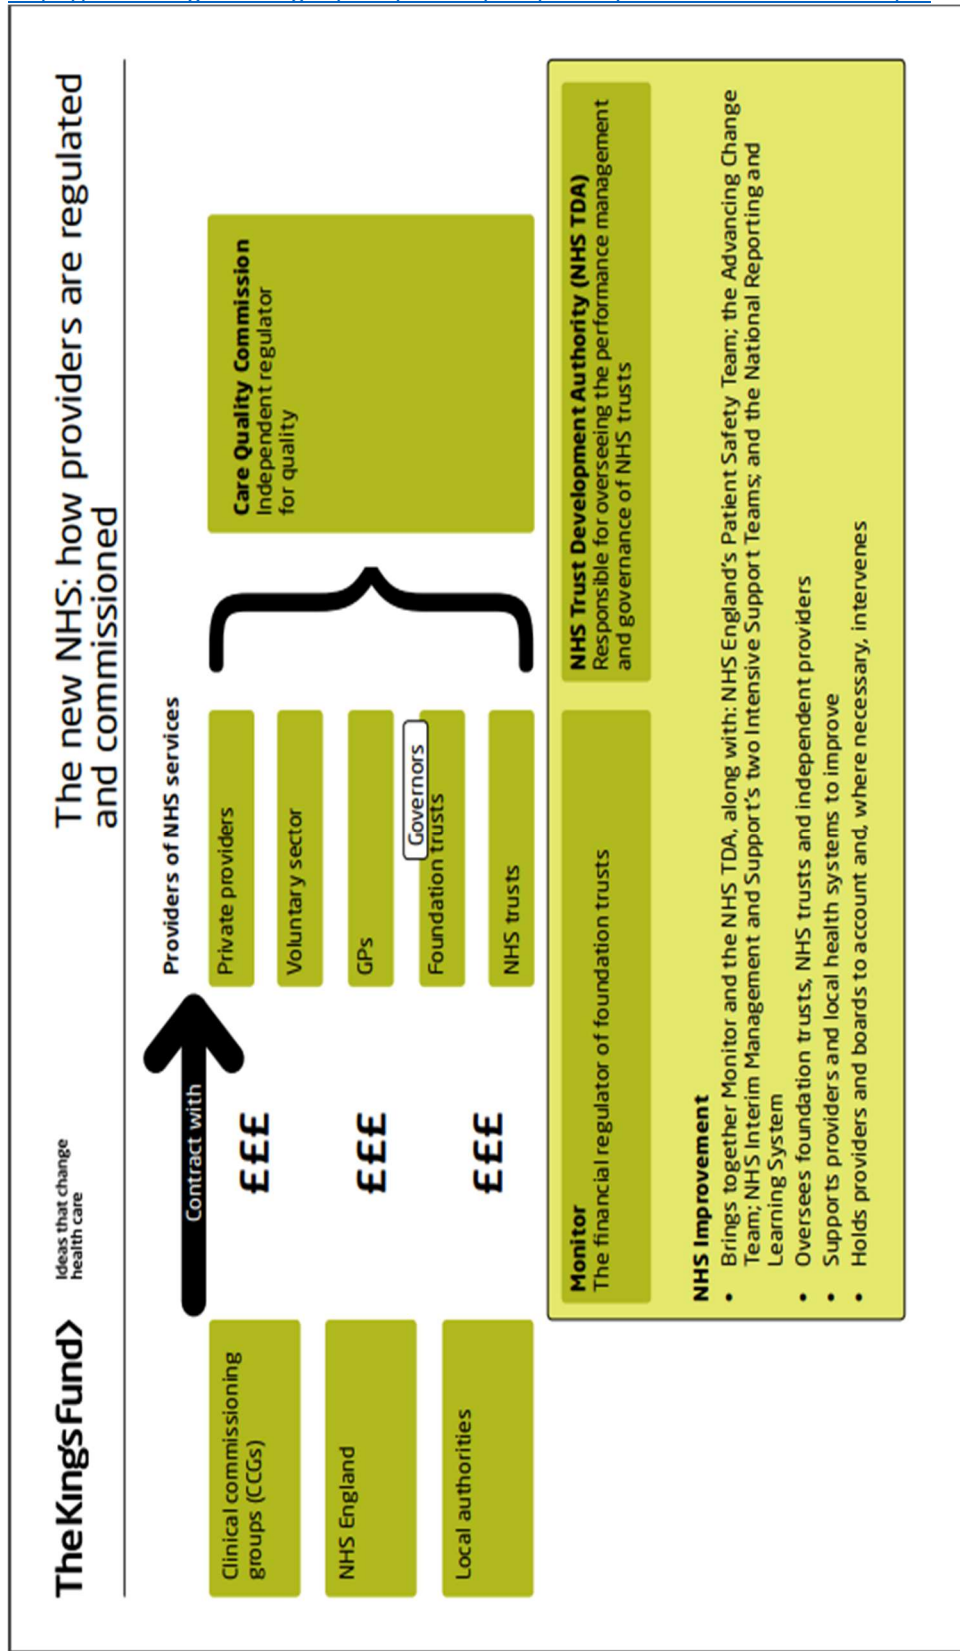 TheKing'sFund>
Ideas that change
health care
The new NHS: how providers are regulated
and commissioned
Contract with
Providers of NHS services
Clinical commissioning
groups (CCGs)
NHS England
Local authorities
£££
£££
£££
Private providers
Voluntary sector
GPs
Governors
Foundation trusts
NHS trusts
Care Quality Commission
Independent regulator
for quality
Monitor
The financial regulator of foundation trusts
NHS Trust Development Authority (NHS TDA)
Responsible for overseeing the performance management
and governance of NHS trusts
NHS Improvement
• Brings together Monitor and the NHS TDA, along with: NHS England's Patient Safety Team; the Advancing Change
Team; NHS Interim Management and Support's two Intensive Support Teams; and the National Reporting and
Learning System
• Oversees foundation trusts, NHS trusts and independent providers
• Supports providers and local health systems to improve
• Holds providers and boards to account and, where necessary, intervenes